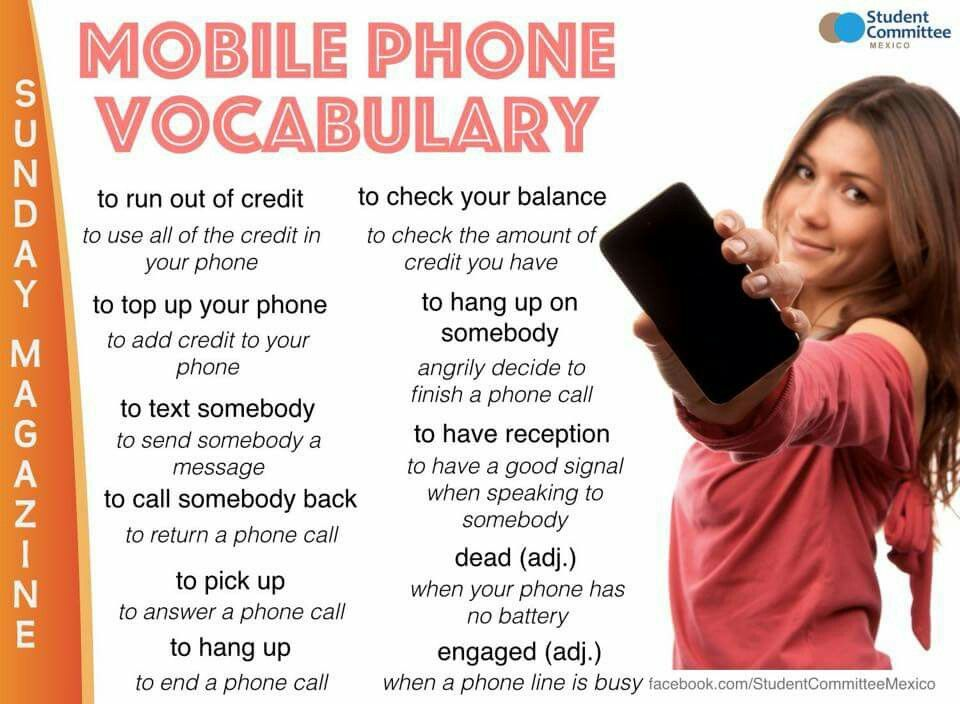 SUNDAY MAGAZINE
MOBILE PHONE
VOCABULARY
Student
Committee
MEXICO
to run out of credit
to use all of the credit in
your phone
to top up your phone
to add credit to your
phone
to text somebody
to send somebody a
message
to call somebody back
to return a phone call
to pick up
to answer a phone call
to hang up
to end a phone call
to check your balance
to check the amount of
credit you have
to hang up on
somebody
angrily decide to
finish a phone call
to have reception
to have a good signal
when speaking to
somebody
dead (adj.)
when your phone has
no battery
engaged (adj.)
when a phone line is busy
facebook.com/StudentCommitteeMexico